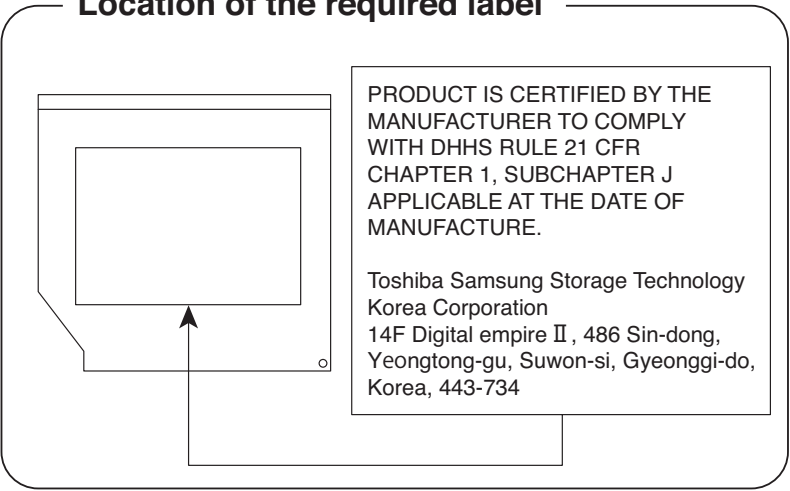 Location of the required label
PRODUCT IS CERTIFIED BY THE
MANUFACTURER TO COMPLY
WITH DHHS RULE 21 CFR
CHAPTER 1, SUBCHAPTER J
APPLICABLE AT THE DATE OF
MANUFACTURE.
Toshiba Samsung Storage Technology
Korea Corporation
14F Digital empire Ⅱ, 486 Sin-dong,
Yeongtong-gu, Suwon-si, Gyeonggi-do,
Korea, 443-734